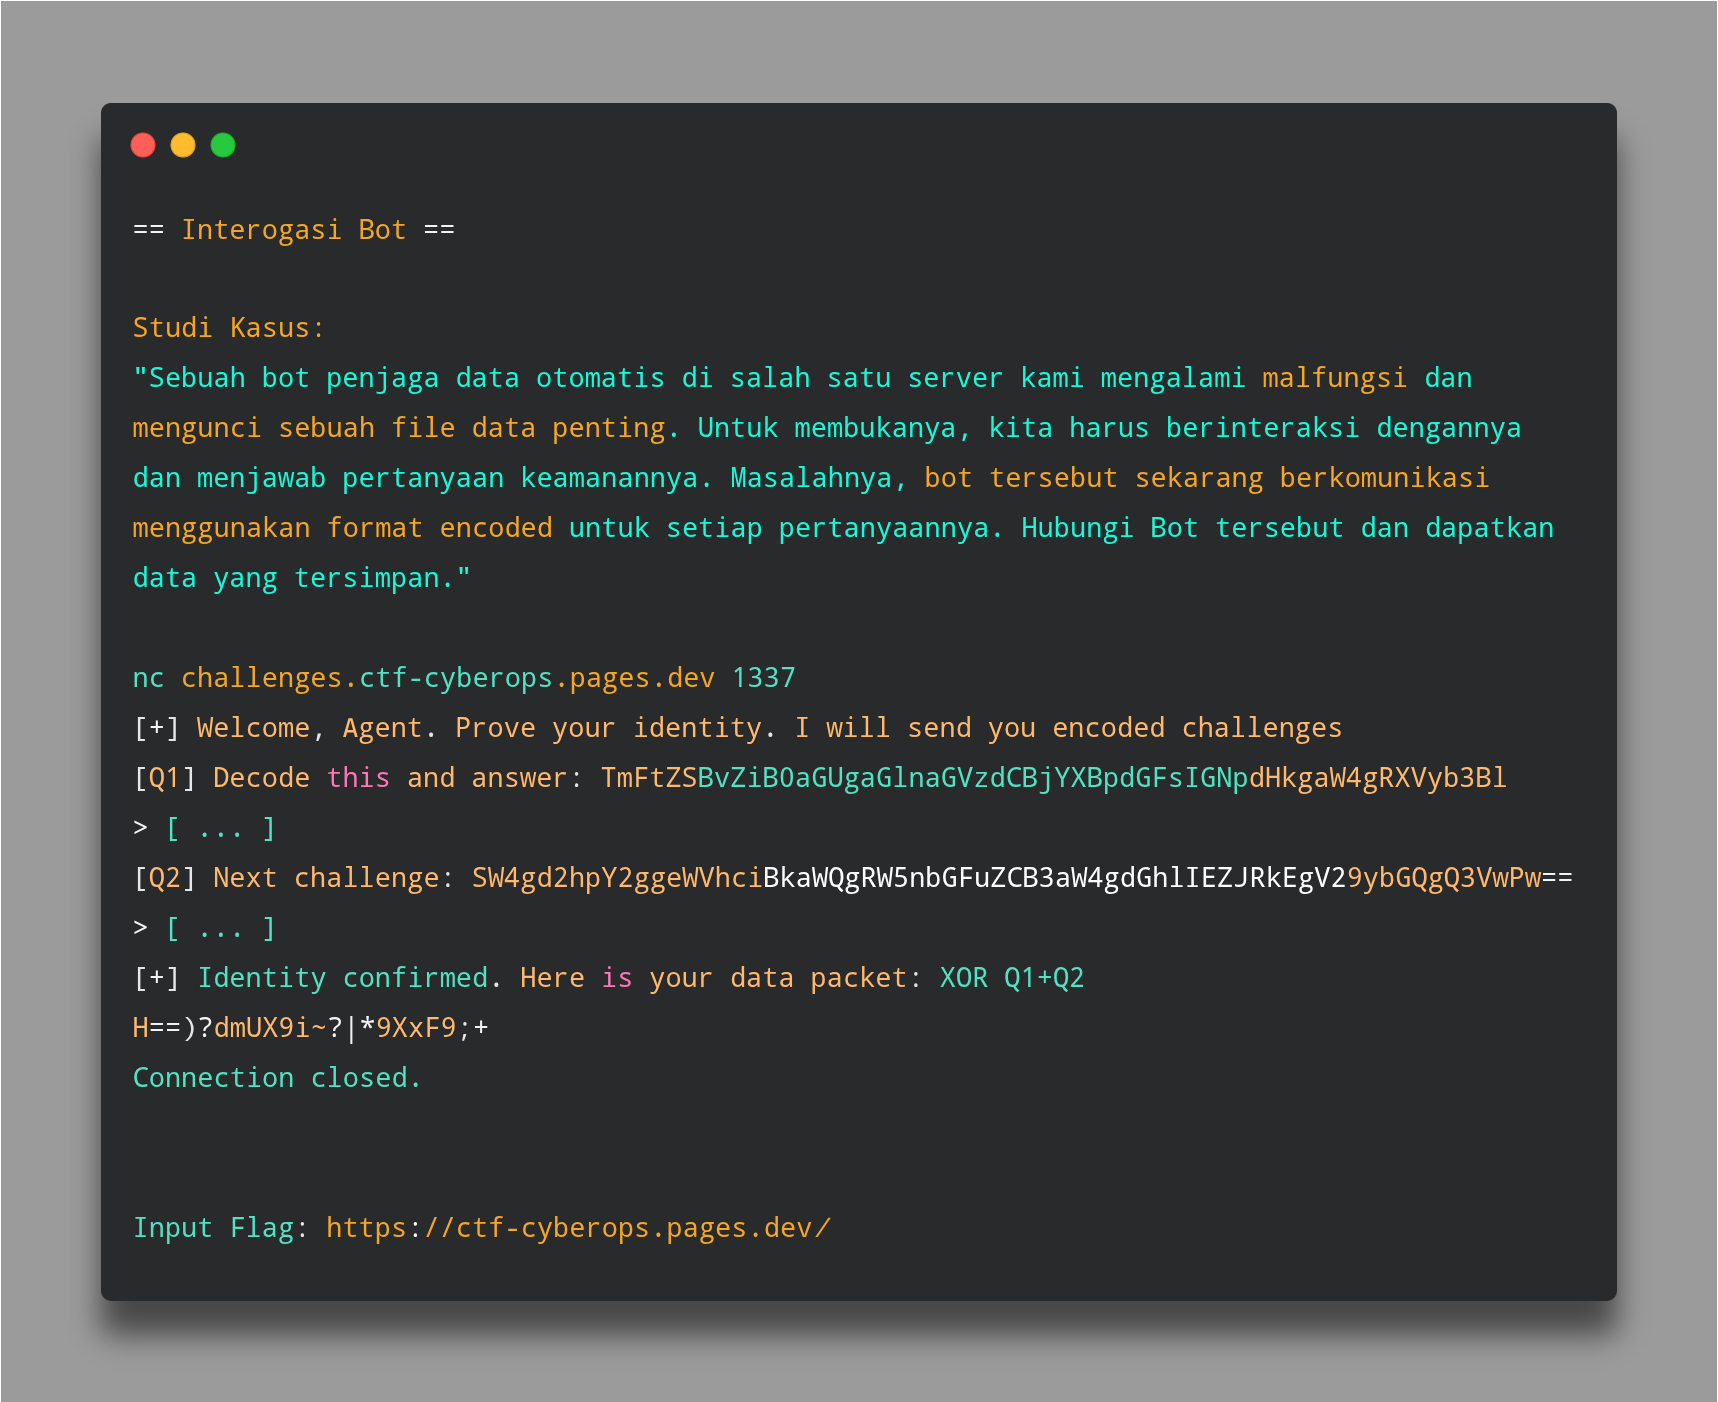 == Interogasi Bot ==
Studi Kasus:
"Sebuah bot penjaga data otomatis di salah satu server kami mengalami malfungsi dan
mengunci sebuah file data penting. Untuk membukanya, kita harus berinteraksi dengannya
dan menjawab pertanyaan keamanannya. Masalahnya, bot tersebut sekarang berkomunikasi
menggunakan format encoded untuk setiap pertanyaannya. Hubungi Bot tersebut dan dapatkan
data yang tersimpan."
nc challenges.ctf-cyberops.pages.dev 1337
[+] Welcome, Agent. Prove your identity. I will send you encoded challenges
[Q1] Decode this and answer: TmFtZSBvZiB0aGUgaGlnaGVzdCBjYXBpdGFsIGNpdHkgaW4gRXVyb3Bl
> [ ... ]
[Q2] Next challenge: SW4gd2hpY2ggeWVhciBkaWQgRW5nbGFuZCB3aW4gdGhlIEZJRkEgV29ybGQgQ3VwPw==
> [ ... ]
[+] Identity confirmed. Here is your data packet: XOR Q1+Q2
H==)?dmUX9i~?|*9XxF9;+
Connection closed.
Input Flag: https://ctf-cyberops.pages.dev/